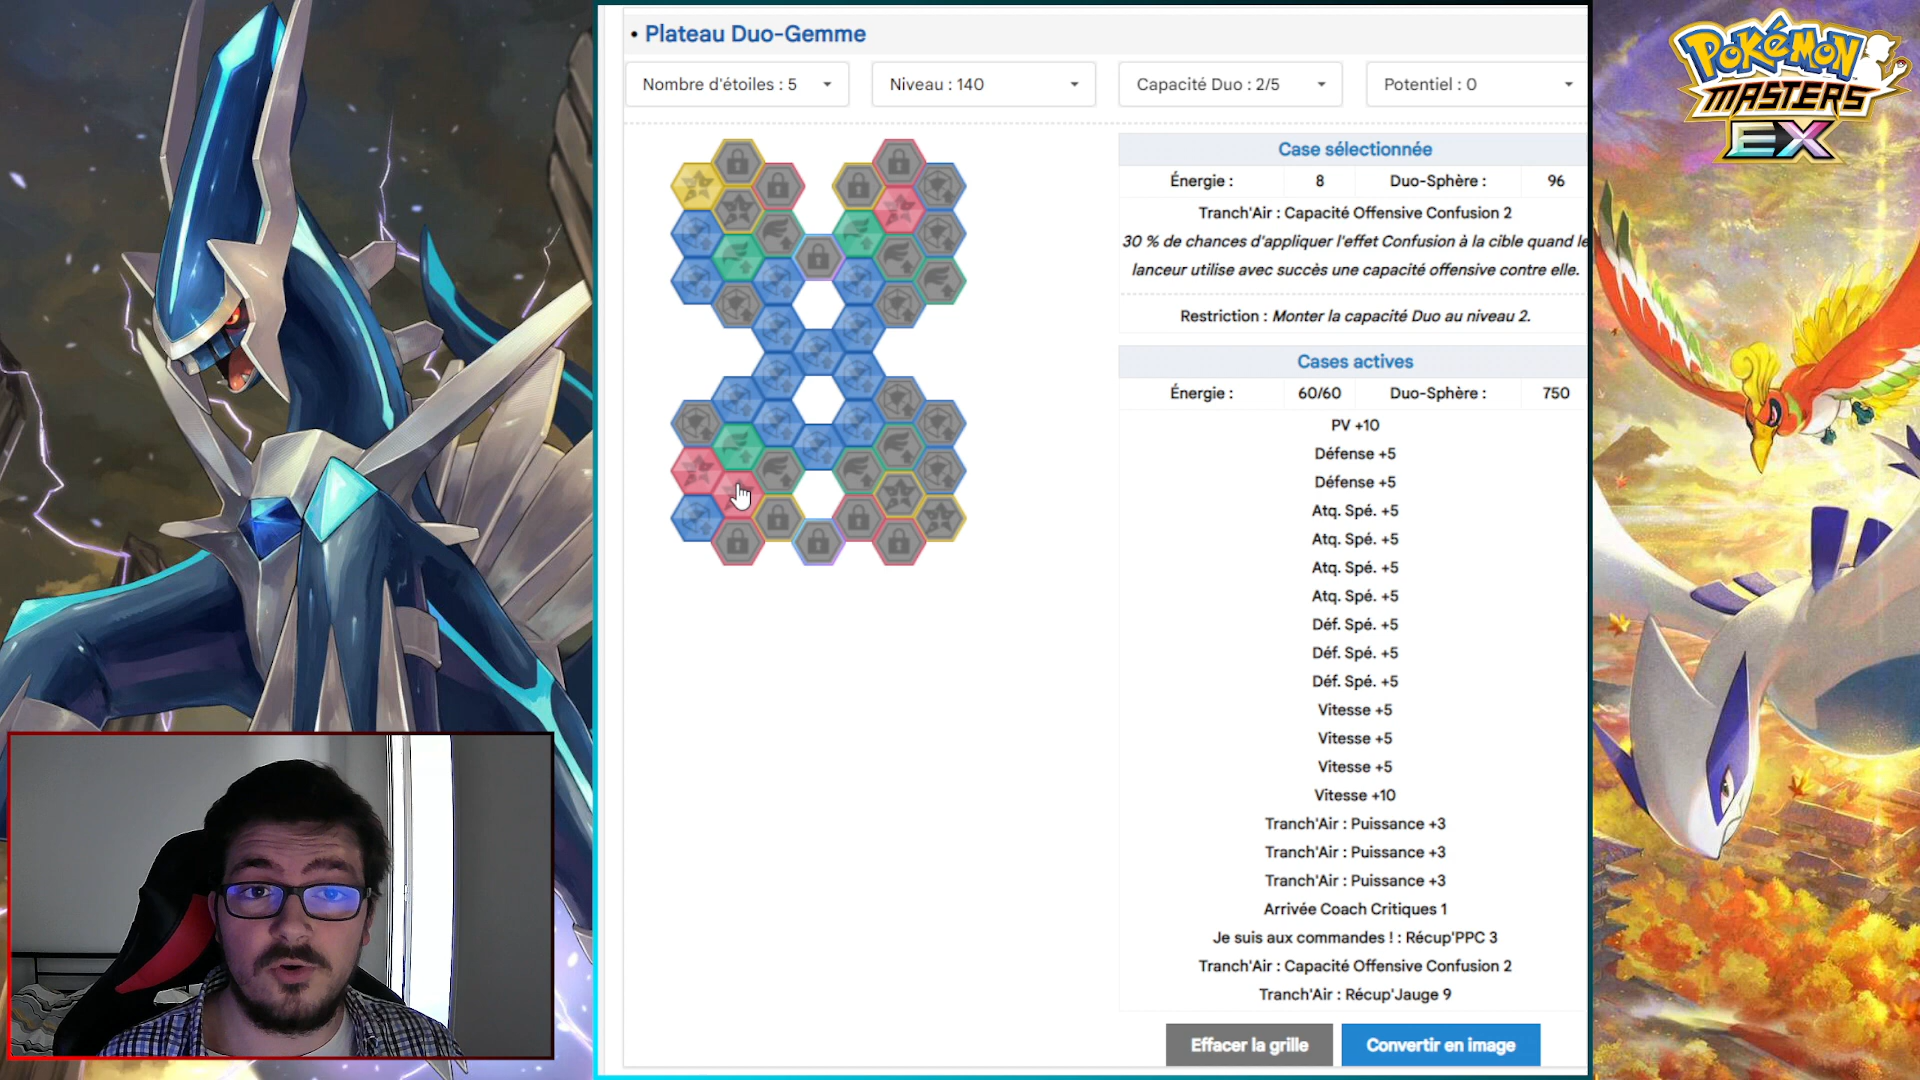 • Plateau Duo-Gemme
Nombre d'étoiles : 5
Niveau : 140
Capacité Duo : 2/5
Potentiel : 0
Case sélectionnée
Énergie : 8 Duo-Sphère : 96
Tranch'Air : Capacité Offensive Confusion 2
30 % de chances d'appliquer l'effet Confusion à la cible quand le
lanceur utilise avec succès une capacité offensive contre elle.
Restriction : Monter la capacité Duo au niveau 2.
Cases actives
Énergie : 60/60 Duo-Sphère : 750
PV +10
Défense +5
Défense +5
Atq. Spé. +5
Atq. Spé. +5
Atq. Spé. +5
Atq. Spé. +5
Déf. Spé. +5
Déf. Spé. +5
Déf. Spé. +5
Vitesse +5
Vitesse +5
Vitesse +5
Vitesse +10
Tranch'Air : Puissance +3
Tranch'Air : Puissance +3
Tranch'Air : Puissance +3
Arrivée Coach Critiques 1
Je suis aux commandes ! : Récup'PPC 3
Tranch'Air : Capacité Offensive Confusion 2
Tranch'Air : Récup'Jauge 9
Effacer la grille
Convertir en image
POKéMON
MASTERS
EX